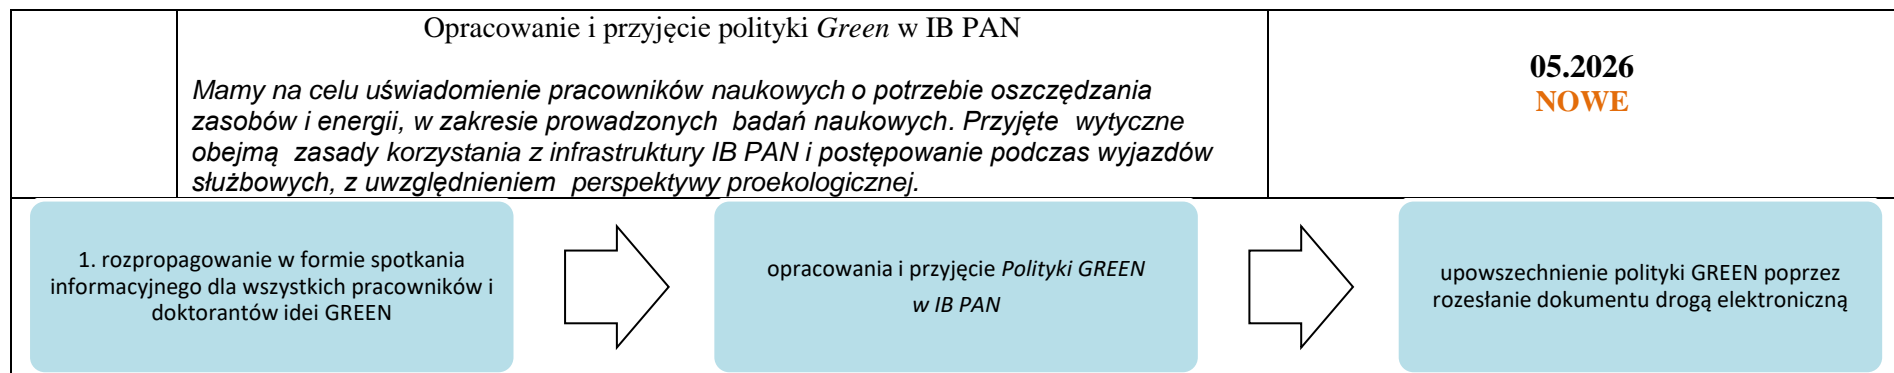 Opracowanie i przyjęcie polityki Green w IB PAN
Mamy na celu uświadomienie pracowników naukowych o potrzebie oszczędzania
zasobów i energii, w zakresie prowadzonych badań naukowych. Przyjęte wytyczne
obejmą zasady korzystania z infrastruktury IB PAN i postępowanie podczas wyjazdów
służbowych, z uwzględnieniem perspektywy proekologicznej.
05.2026
NOWE
1. rozpropagowanie w formie spotkania
informacyjnego dla wszystkich pracowników i
doktorantów idei GREEN
opracowania i przyjęcie Polityki GREEN
w IB PAN
upowszechnienie polityki GREEN poprzez
rozesłanie dokumentu drogą elektroniczną